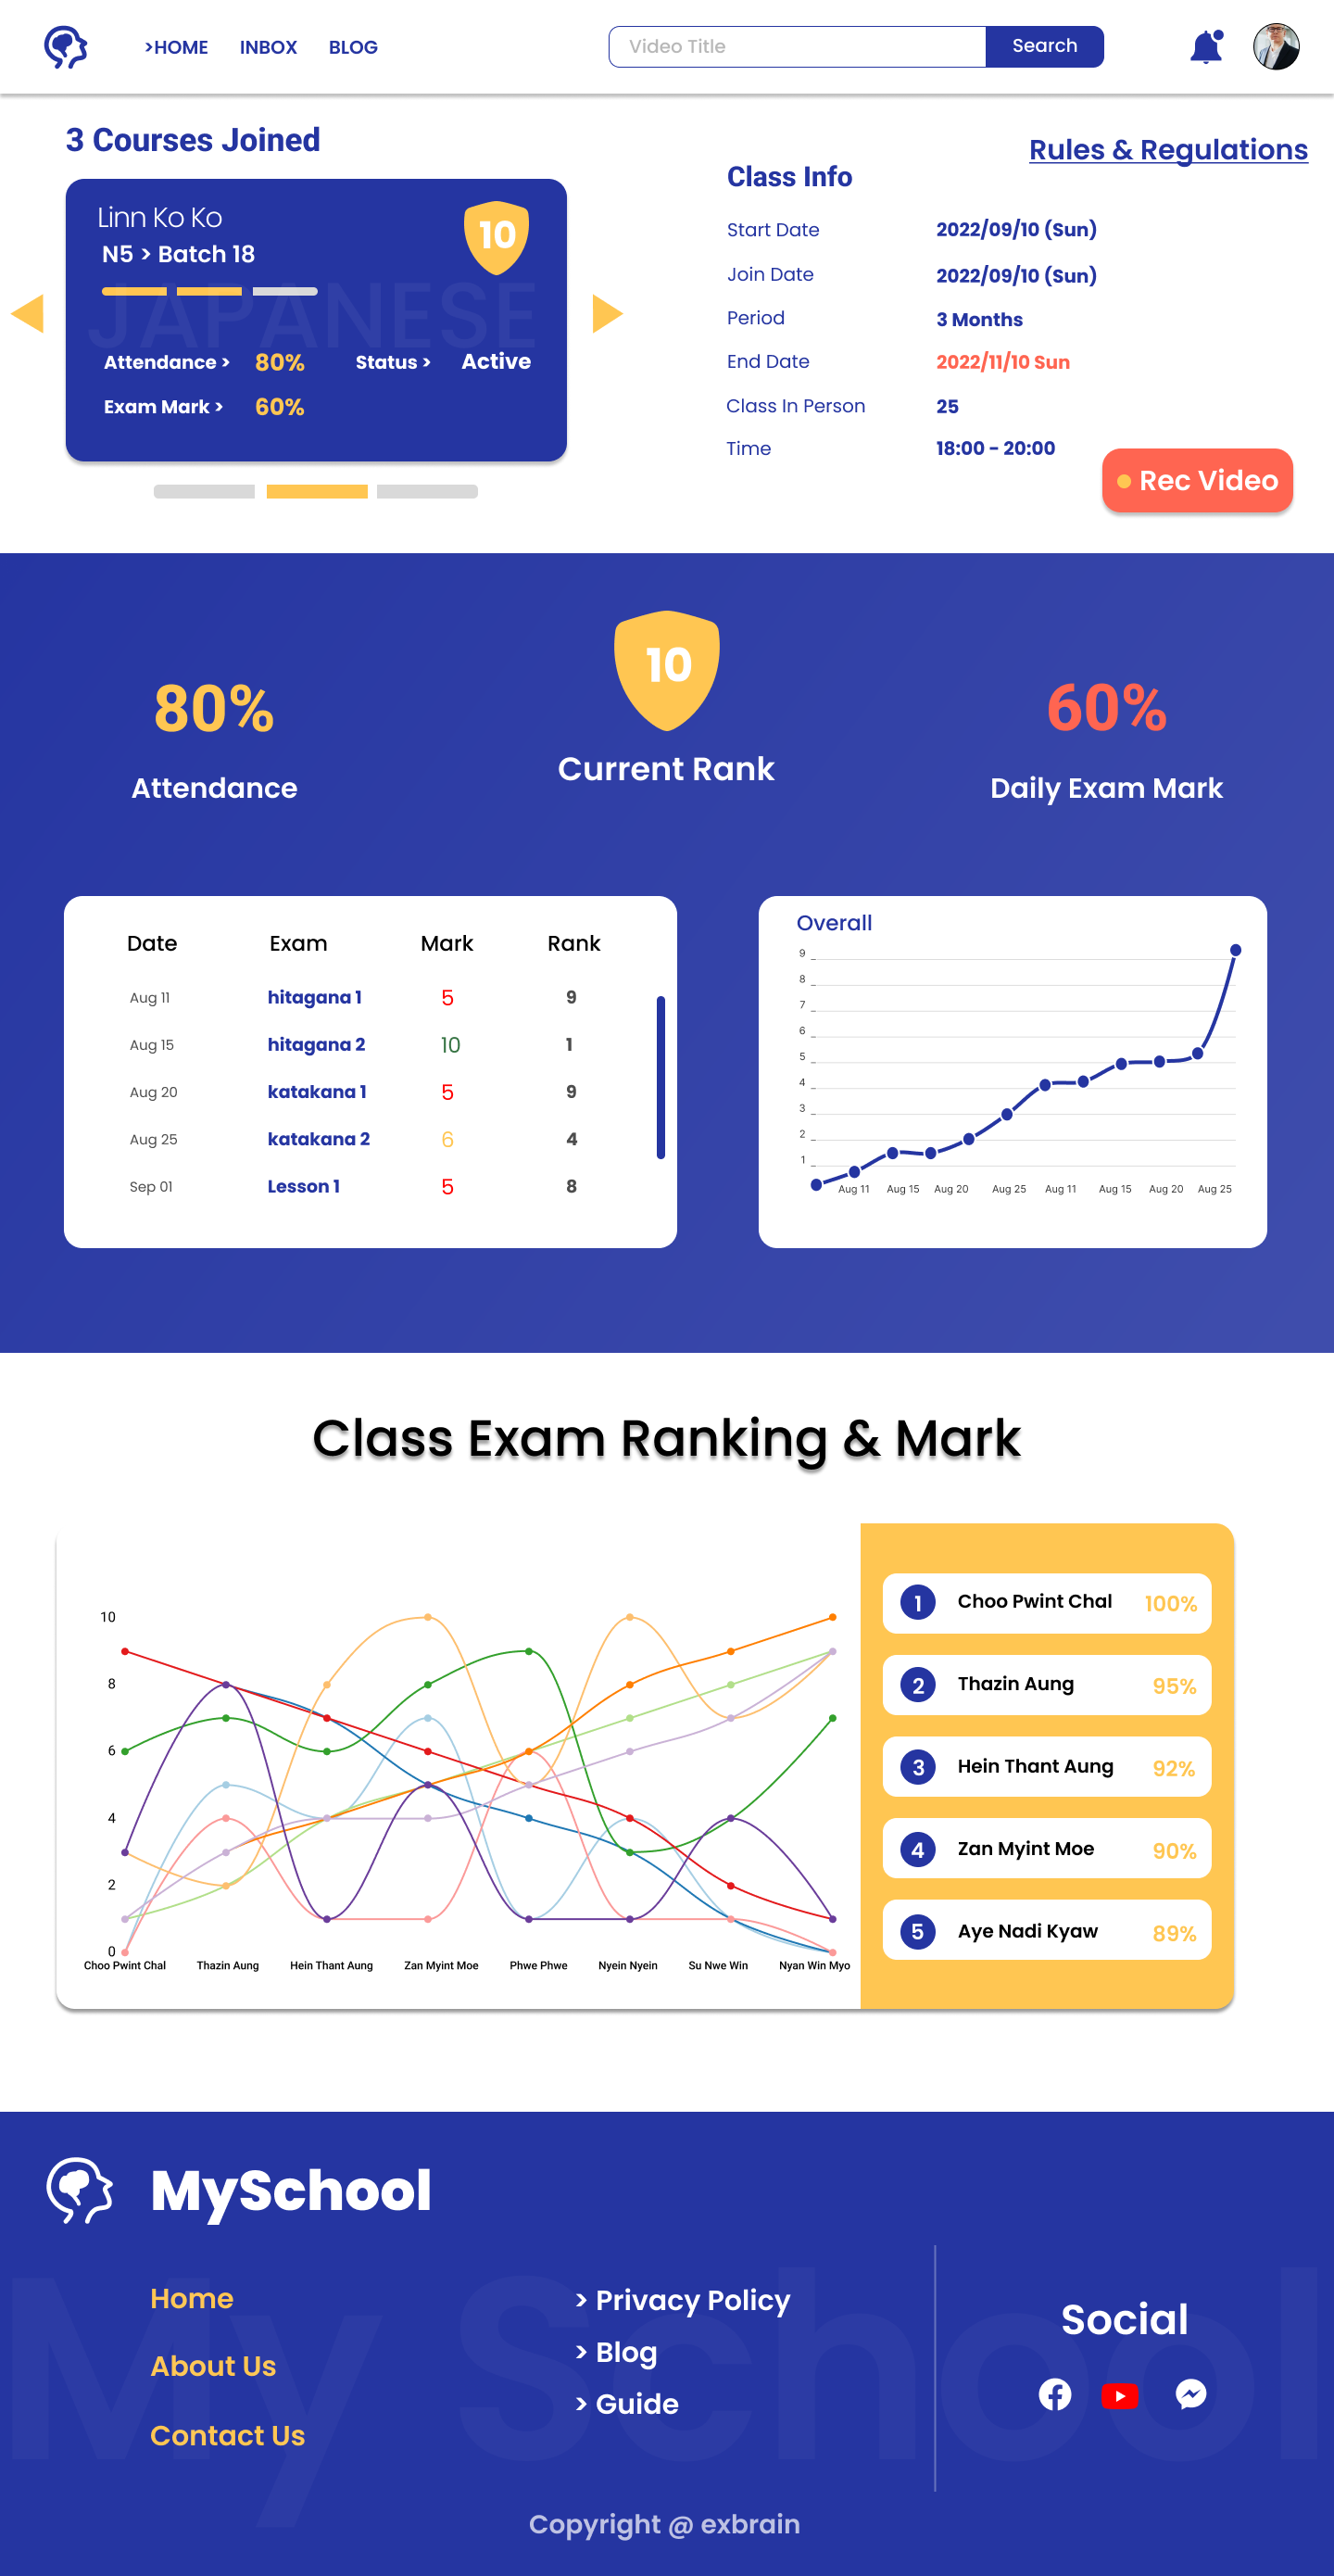 >HOME INBOX BLOG Video Title Search
3 Courses Joined
Rules & Regulations
Linn Ko Ko
N5 > Batch 18
10
JAPANESE
Attendance > 80% Status > Active
Exam Mark > 60%
Class Info
Start Date 2022/09/10 (Sun)
Join Date 2022/09/10 (Sun)
Period 3 Months
End Date 2022/11/10 Sun
Class In Person 25
Time 18:00 - 20:00
Rec Video
80%
Attendance
10
Current Rank
60%
Daily Exam Mark
Date Exam Mark Rank
Aug 11 hitagana 1 5 9
Aug 15 hitagana 2 10 1
Aug 20 katakana 1 5 9
Aug 25 katakana 2 6 4
Sep 01 Lesson 1 5 8
Overall
9
8
7
6
5
4
3
2
1
Aug 11 Aug 15 Aug 20 Aug 25 Aug 11 Aug 15 Aug 20 Aug 25
Class Exam Ranking & Mark
10
8
6
4
2
0
Choo Pwint Chal Thazin Aung Hein Thant Aung Zan Myint Moe Phwe Phwe Nyein Nyein Su Nwe Win Nyan Win Myo
1 Choo Pwint Chal 100%
2 Thazin Aung 95%
3 Hein Thant Aung 92%
4 Zan Myint Moe 90%
5 Aye Nadi Kyaw 89%
MySchool
My School
Home
About Us
Contact Us
> Privacy Policy
> Blog
> Guide
Social
Copyright @ exbrain